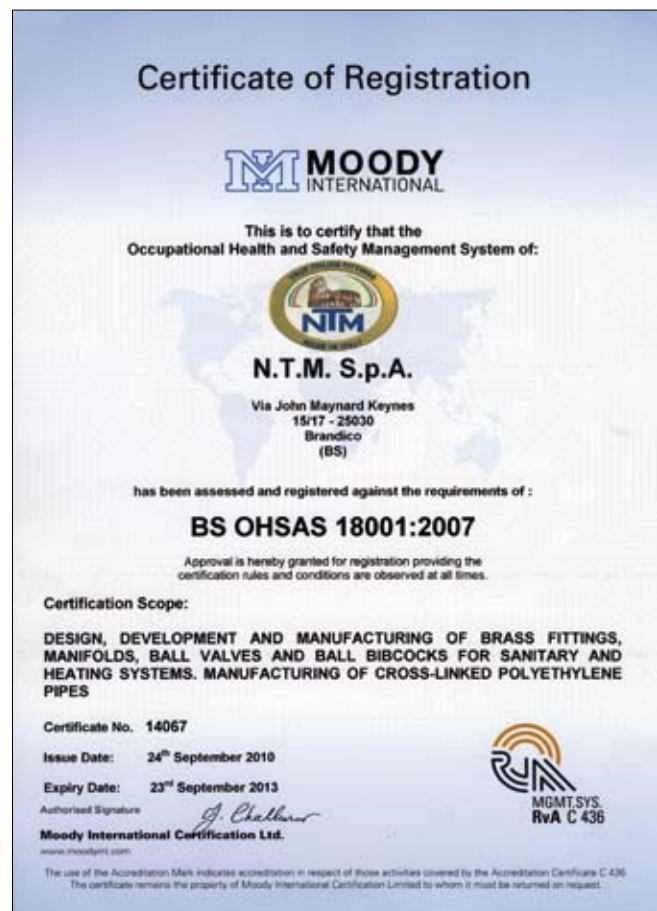 Certificate of Registration
MOODY
INTERNATIONAL
This is to certify that the
Occupational Health and Safety Management System of:
NTM
MADE IN ITALY
N.T.M. S.p.A.
Via John Maynard Keynes
15/17 - 25030
Brandico
(BS)
has been assessed and registered against the requirements of :
BS OHSAS 18001:2007
Approval is hereby granted for registration providing the
certification rules and conditions are observed at all times.
Certification Scope:
DESIGN, DEVELOPMENT AND MANUFACTURING OF BRASS FITTINGS,
MANIFOLDS, BALL VALVES AND BALL BIBCOCKS FOR SANITARY AND
HEATING SYSTEMS. MANUFACTURING OF CROSS-LINKED POLYETHYLENE
PIPES
Certificate No. 14067
Issue Date: 24th September 2010
Expiry Date: 23rd September 2013
Authorised Signature
Moody International Certification Ltd.
www.moodyint.com
RvA
MGMT.SYS.
RvA C 436
The use of the Accreditation Mark indicates accreditation in respect of those activities covered by the Accreditation Certificate C 436
The certificate remains the property of Moody International Certification Limited to whom it must be returned on request.